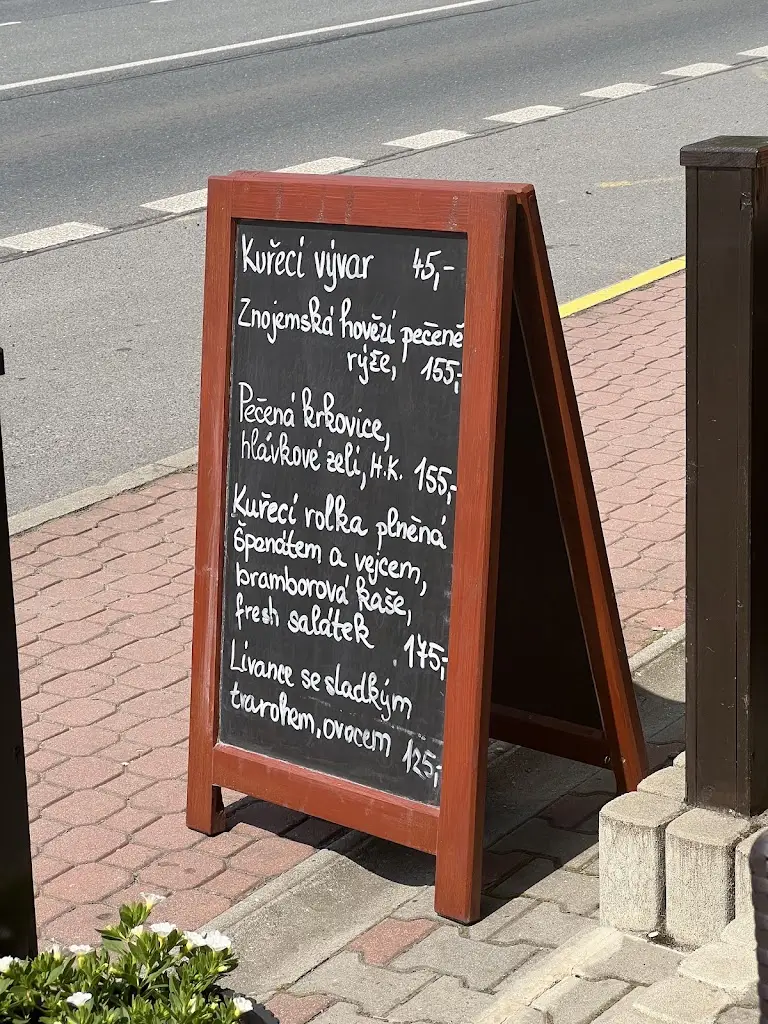 Kuřecí vývar 45,-
Znojemská hovězí pečeně
rýže, 155,-
Pečená krkovice,
hlávkové zelí, H.K. 155,-
Kuřecí rolka plněná
špenátem a vejcem,
bramborová kaše,
fresh salátek 175,-
Livance se sladkým
tvarohem, ovocem 125,-